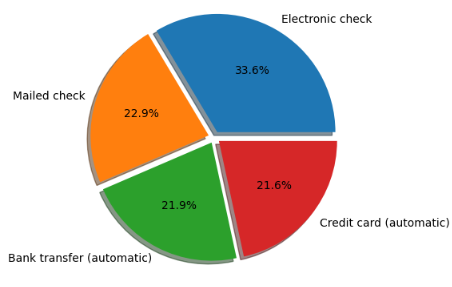 Electronic check
33.6%
Mailed check
22.9%
21.9%
21.6%
Credit card (automatic)
Bank transfer (automatic)